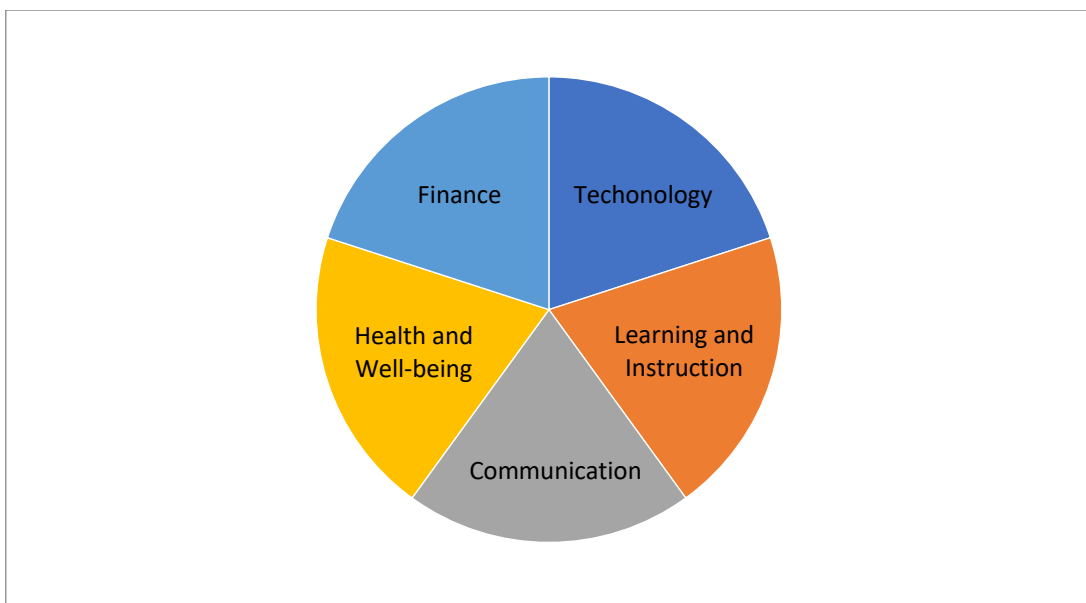 Finance
Techonology
Health and
Well-being
Learning and
Instruction
Communication